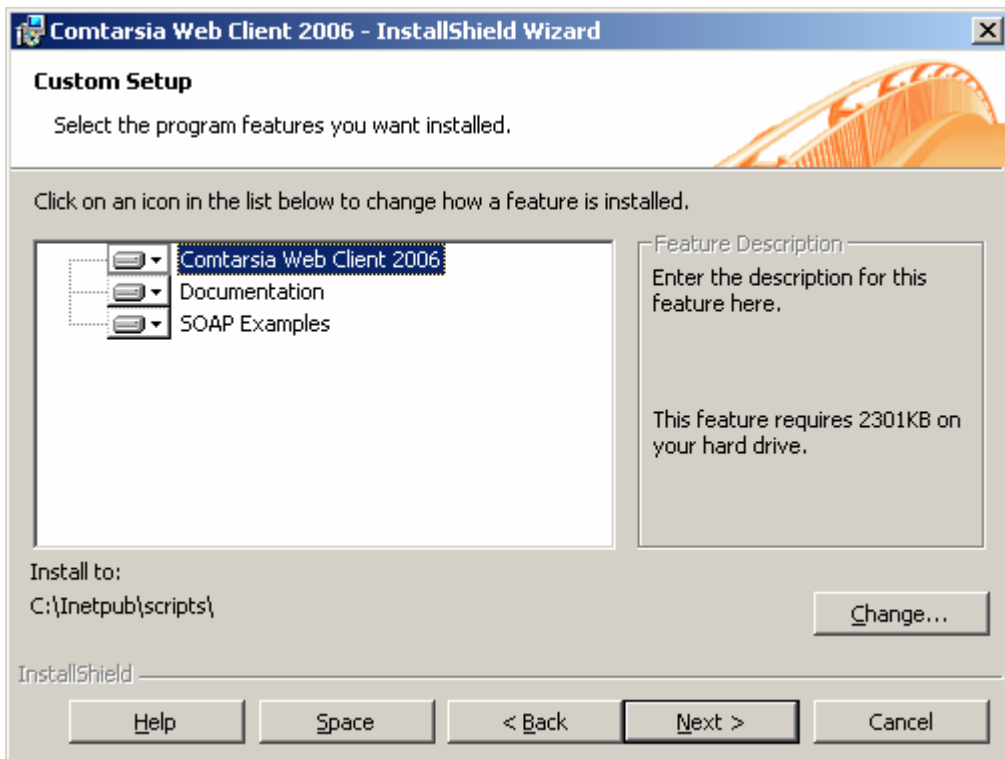 Comtarsia Web Client 2006 - InstallShield Wizard
Custom Setup
Select the program features you want installed.
Click on an icon in the list below to change how a feature is installed.
Comtarsia Web Client 2006
Documentation
SOAP Examples
Feature Description
Enter the description for this
feature here.
This feature requires 2301KB on
your hard drive.
Install to:
C:\Inetpub\scripts\
Change...
InstallShield
Help
Space
< Back
Next >
Cancel